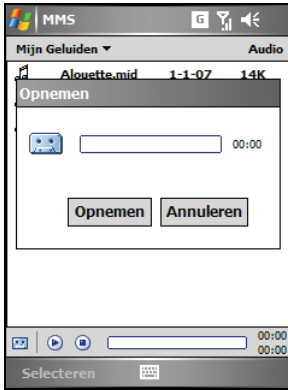 MMS
G
Mijn Geluiden Audio
Alouette.mid 1-1-07 14K
Opnemen
00:00
Opnemen Annuleren
00:00
00:00
Selecteren